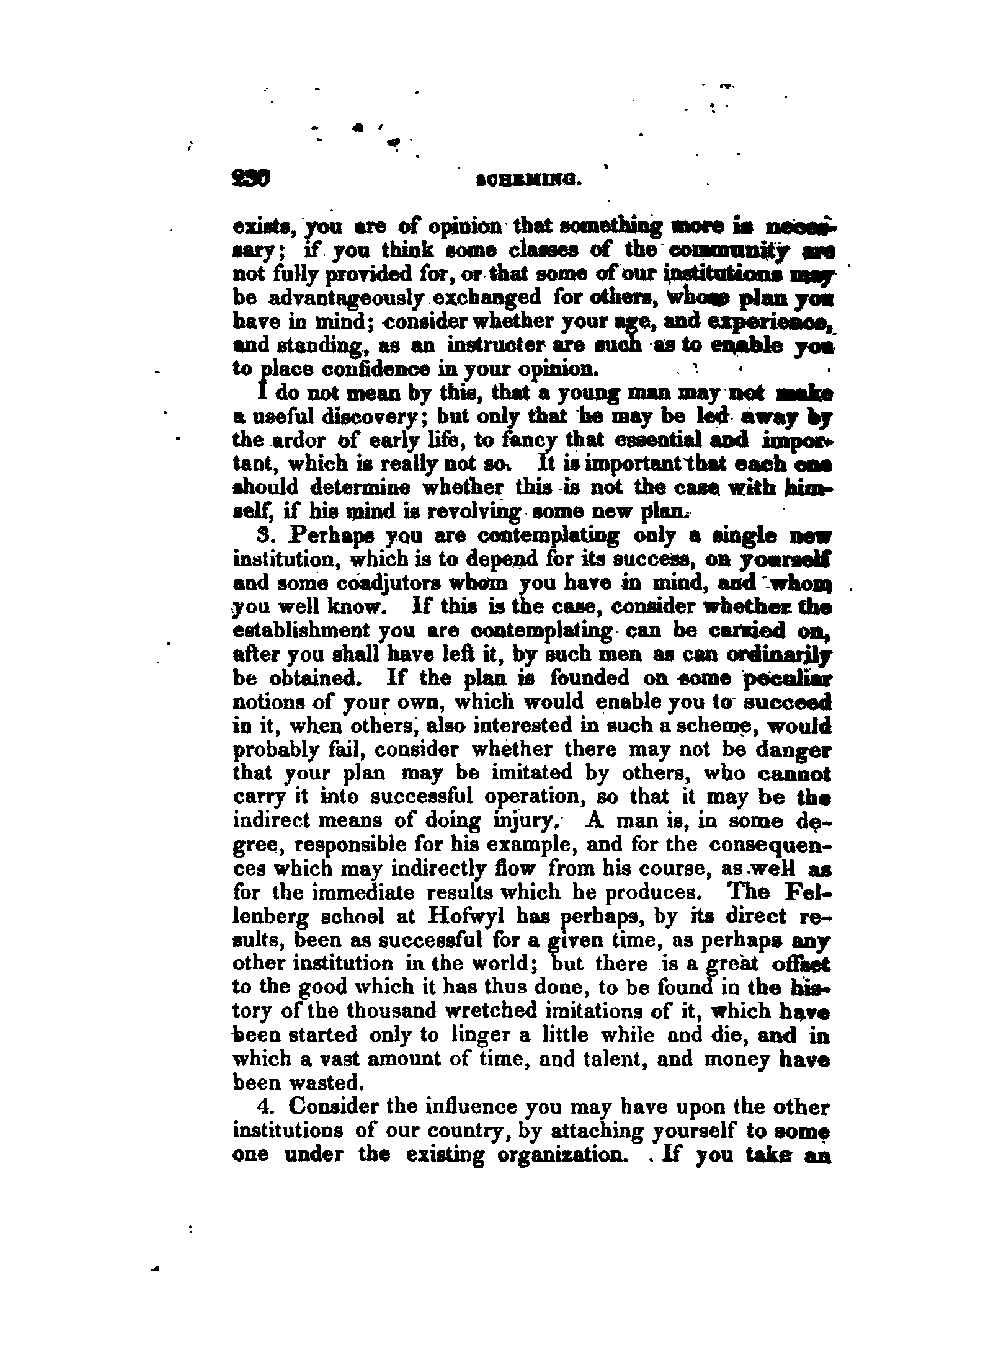 230 SCHEMING.
exists, you are of opinion that something more is neces-
sary; if you think some classes of the community are
not fully provided for, or that some of our institutions may
be advantageously exchanged for others, whose plan you
have in mind; consider whether your age, and experience,
and standing, as an instructer are such as to enable you
to place confidence in your opinion.
I do not mean by this, that a young man may not make
a useful discovery; but only that he may be led away by
the ardor of early life, to fancy that essential and impor-
tant, which is really not so. It is important that each one
should determine whether this is not the case with him-
self, if his mind is revolving some new plan.
3. Perhaps you are contemplating only a single new
institution, which is to depend for its success, on yourself
and some coadjutors whom you have in mind, and whom
you well know. If this is the case, consider whether the
establishment you are contemplating can be carried on,
after you shall have left it, by such men as can ordinarily
be obtained. If the plan is founded on some peculiar
notions of your own, which would enable you to succeed
in it, when others, also interested in such a scheme, would
probably fail, consider whether there may not be danger
that your plan may be imitated by others, who cannot
carry it into successful operation, so that it may be the
indirect means of doing injury. A man is, in some de-
gree, responsible for his example, and for the consequen-
ces which may indirectly flow from his course, as well as
for the immediate results which he produces. The Fel-
lenberg school at Hofwyl has perhaps, by its direct re-
sults, been as successful for a given time, as perhaps any
other institution in the world; but there is a great offset
to the good which it has thus done, to be found in the his-
tory of the thousand wretched imitations of it, which have
been started only to linger a little while and die, and in
which a vast amount of time, and talent, and money have
been wasted.
4. Consider the influence you may have upon the other
institutions of our country, by attaching yourself to some
one under the existing organization. If you take an